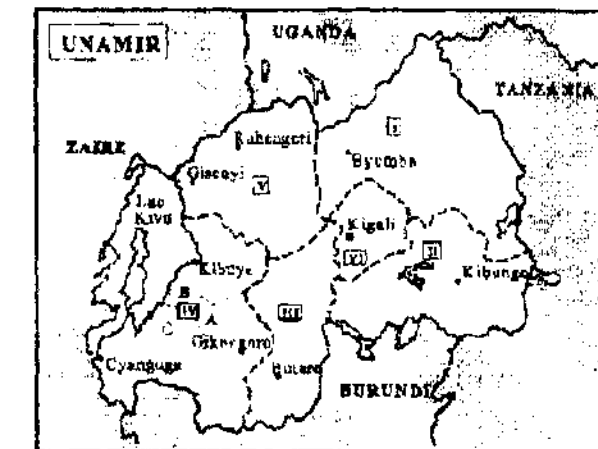 UNAMIR
UGANDA
TANZANIA
ZAIRE
Ruhengeri
I
Byumba
Gisenyi
V
Lac
Kivu
Kigali
II
VI
Kibuye
Kibungo
B
IV
A
C
III
Gikongoro
Cyangugu
Butare
BURUNDI